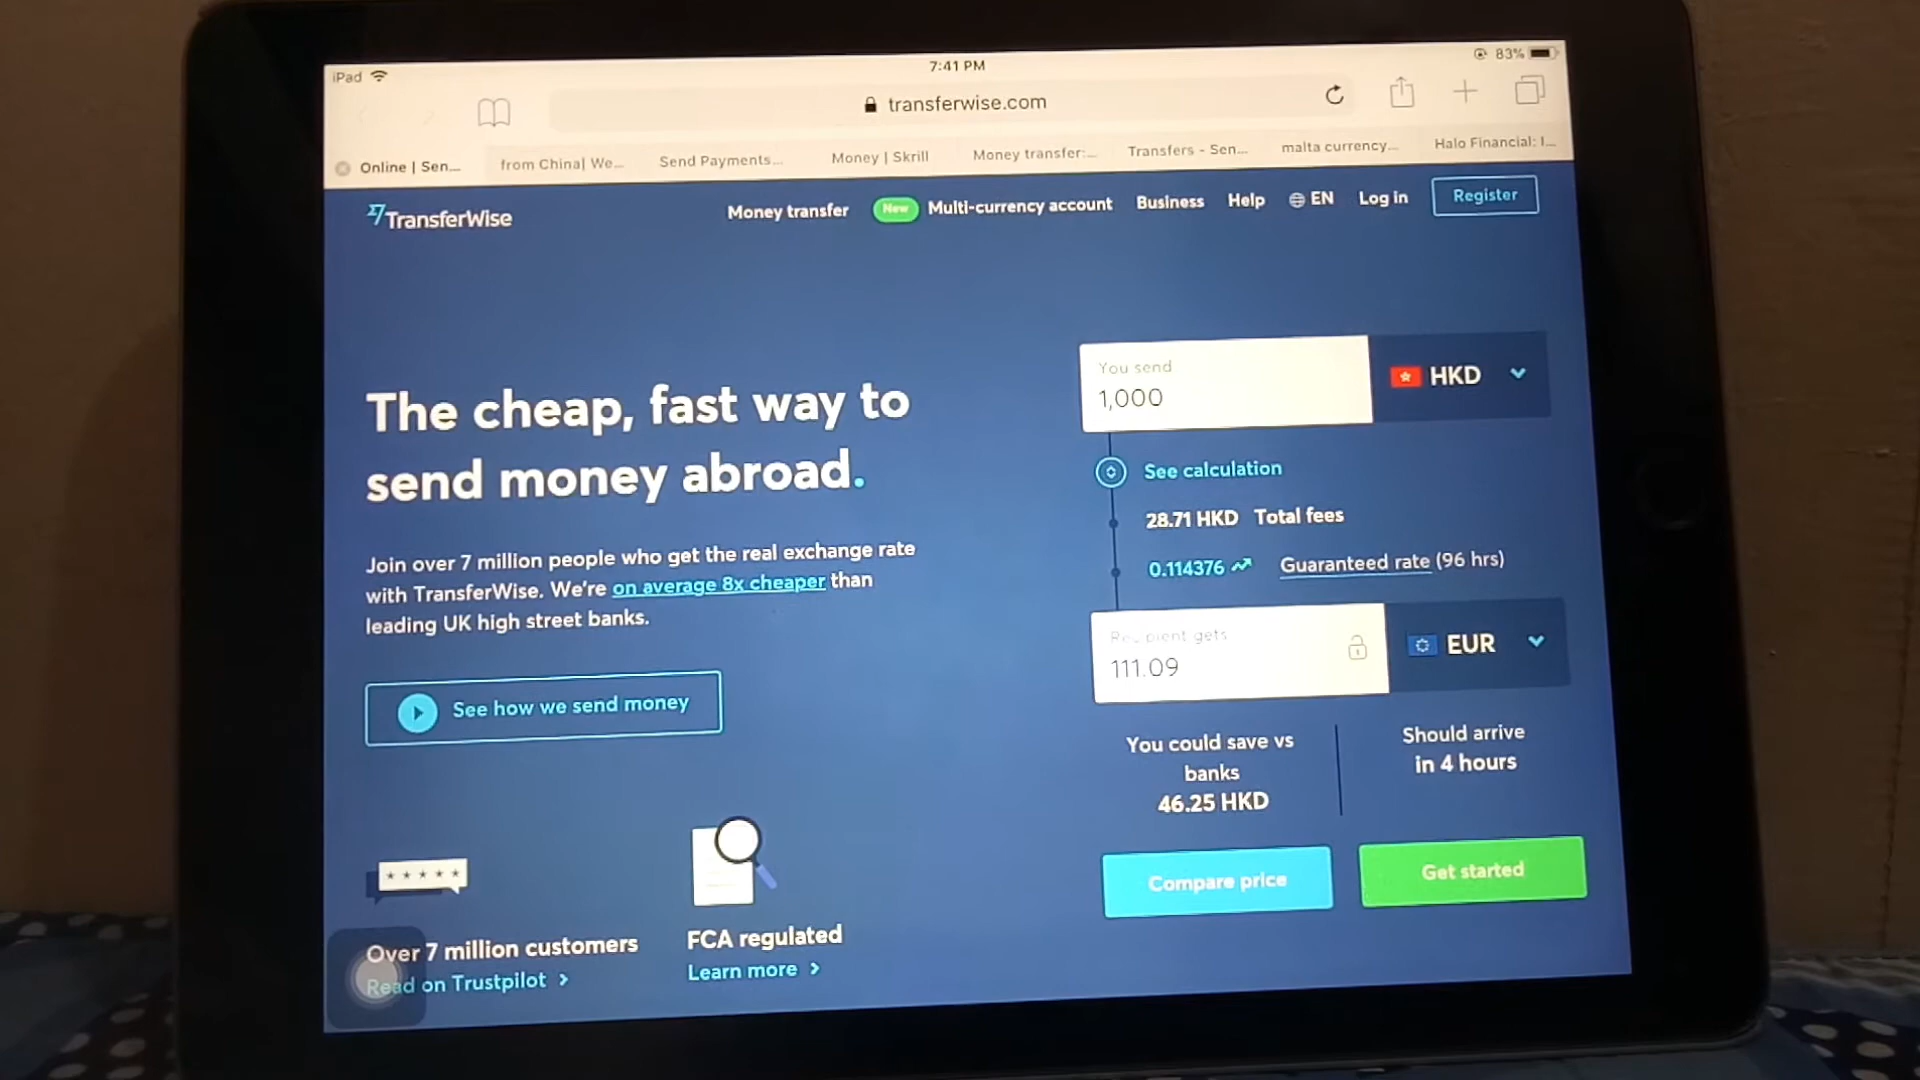 iPad
7:41 PM
83%
transferwise.com
Online | Sen...
from China| We...
Send Payments...
Money | Skrill
Money transfer:...
Transfers - Sen...
malta currency...
Halo Financial: I...
TransferWise
Money transfer
New
Multi-currency account
Business
Help
EN
Log in
Register
The cheap, fast way to
send money abroad.
Join over 7 million people who get the real exchange rate
with TransferWise. We're on average 8x cheaper than
leading UK high street banks.
See how we send money
Over 7 million customers
Read on Trustpilot >
FCA regulated
Learn more >
You send
1,000
HKD
See calculation
28.71 HKD Total fees
0.114376 Guaranteed rate (96 hrs)
Recipient gets
111.09
EUR
You could save vs
banks
46.25 HKD
Should arrive
in 4 hours
Compare price
Get started